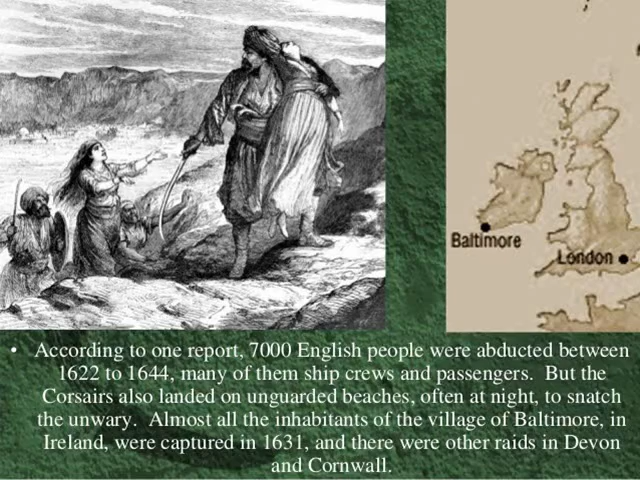 Baltimore
London
• According to one report, 7000 English people were abducted between
1622 to 1644, many of them ship crews and passengers. But the
Corsairs also landed on unguarded beaches, often at night, to snatch
the unwary. Almost all the inhabitants of the village of Baltimore, in
Ireland, were captured in 1631, and there were other raids in Devon
and Cornwall.